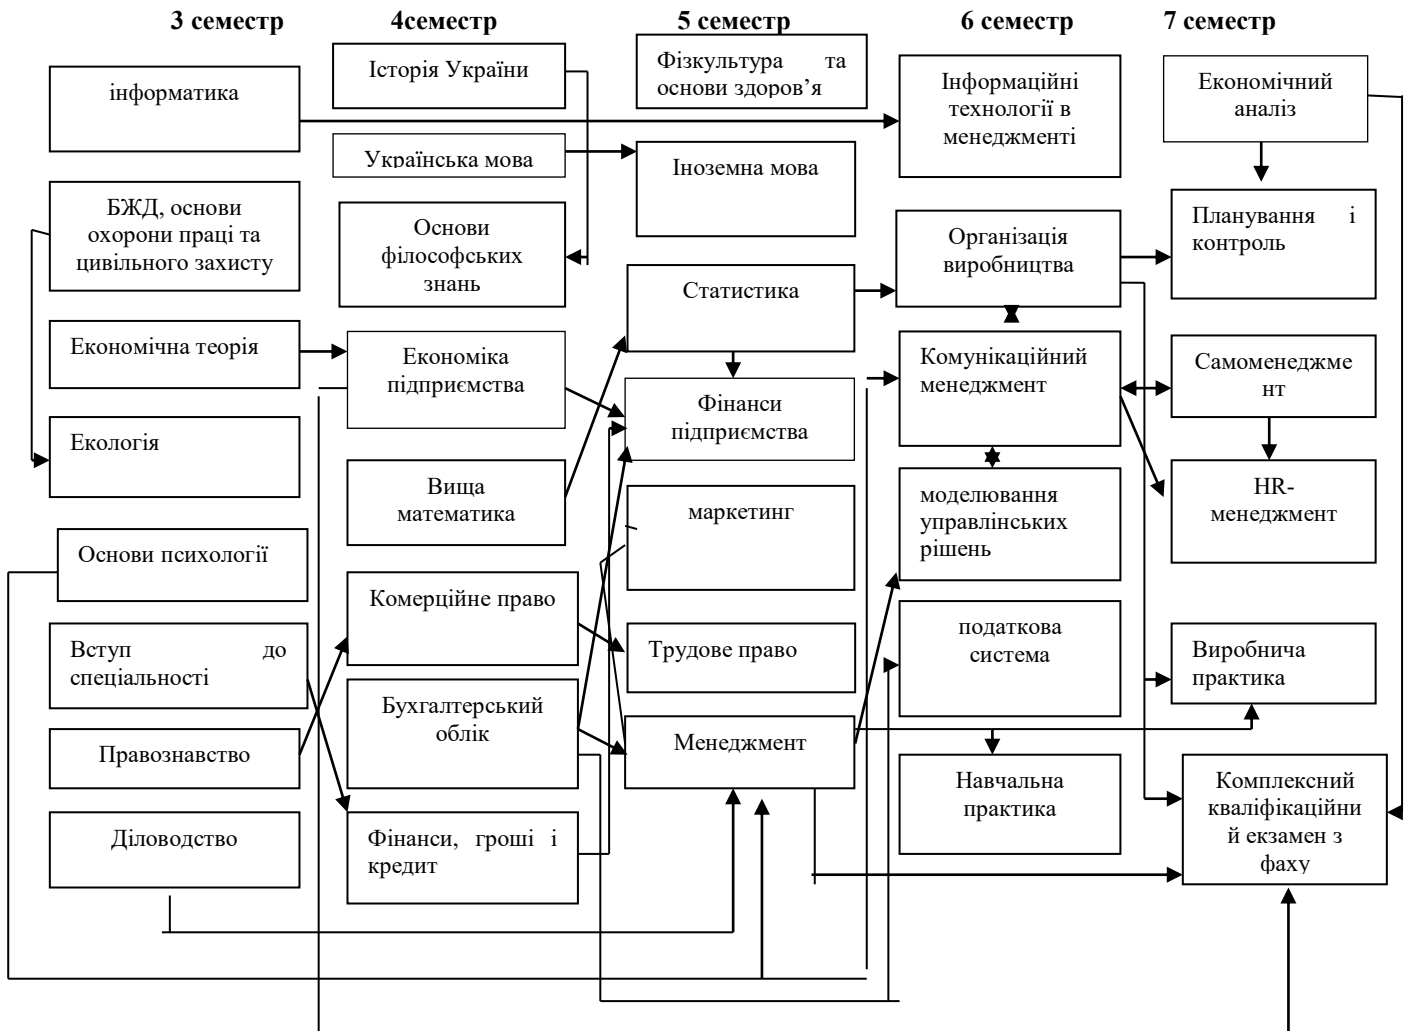 3 семестр
4семестр
5 семестр
6 семестр
7 семестр
інформатика
БЖД, основи
охорони праці та
цивільного захисту
Економічна теорія
Екологія
Основи психології
Вступ до
спеціальності
Правознавство
Діловодство
Історія України
Українська мова
Основи
філософських
знань
Економіка
підприємства
Вища
математика
Комерційне право
Бухгалтерський
облік
Фінанси, гроші і
кредит
Фізкультура та
основи здоров’я
Іноземна мова
Статистика
Фінанси
підприємства
маркетинг
Трудове право
Менеджмент
Інформаційні
технології в
менеджменті
Організація
виробництва
Комунікаційний
менеджмент
моделювання
управлінських
рішень
податкова
система
Навчальна
практика
Економічний
аналіз
Планування і
контроль
Самоменеджме
нт
HR-
менеджмент
Виробнича
практика
Комплексний
кваліфікаційни
й екзамен з
фаху